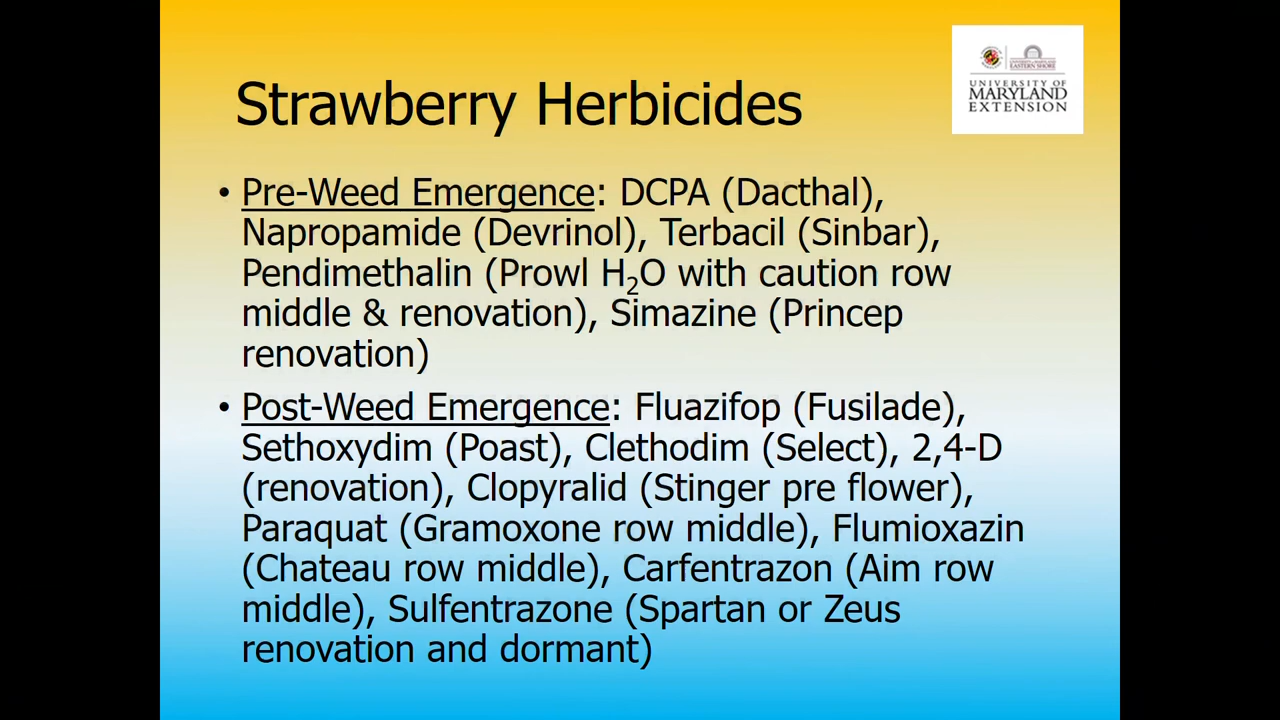 Strawberry Herbicides
UNIVERSITY OF
MARYLAND
EXTENSION
• Pre-Weed Emergence: DCPA (Dacthal),
Napropamide (Devrinol), Terbacil (Sinbar),
Pendimethalin (Prowl H₂O with caution row
middle & renovation), Simazine (Princep
renovation)
• Post-Weed Emergence: Fluazifop (Fusilade),
Sethoxydim (Poast), Clethodim (Select), 2,4-D
(renovation), Clopyralid (Stinger pre flower),
Paraquat (Gramoxone row middle), Flumioxazin
(Chateau row middle), Carfentrazon (Aim row
middle), Sulfentrazone (Spartan or Zeus
renovation and dormant)